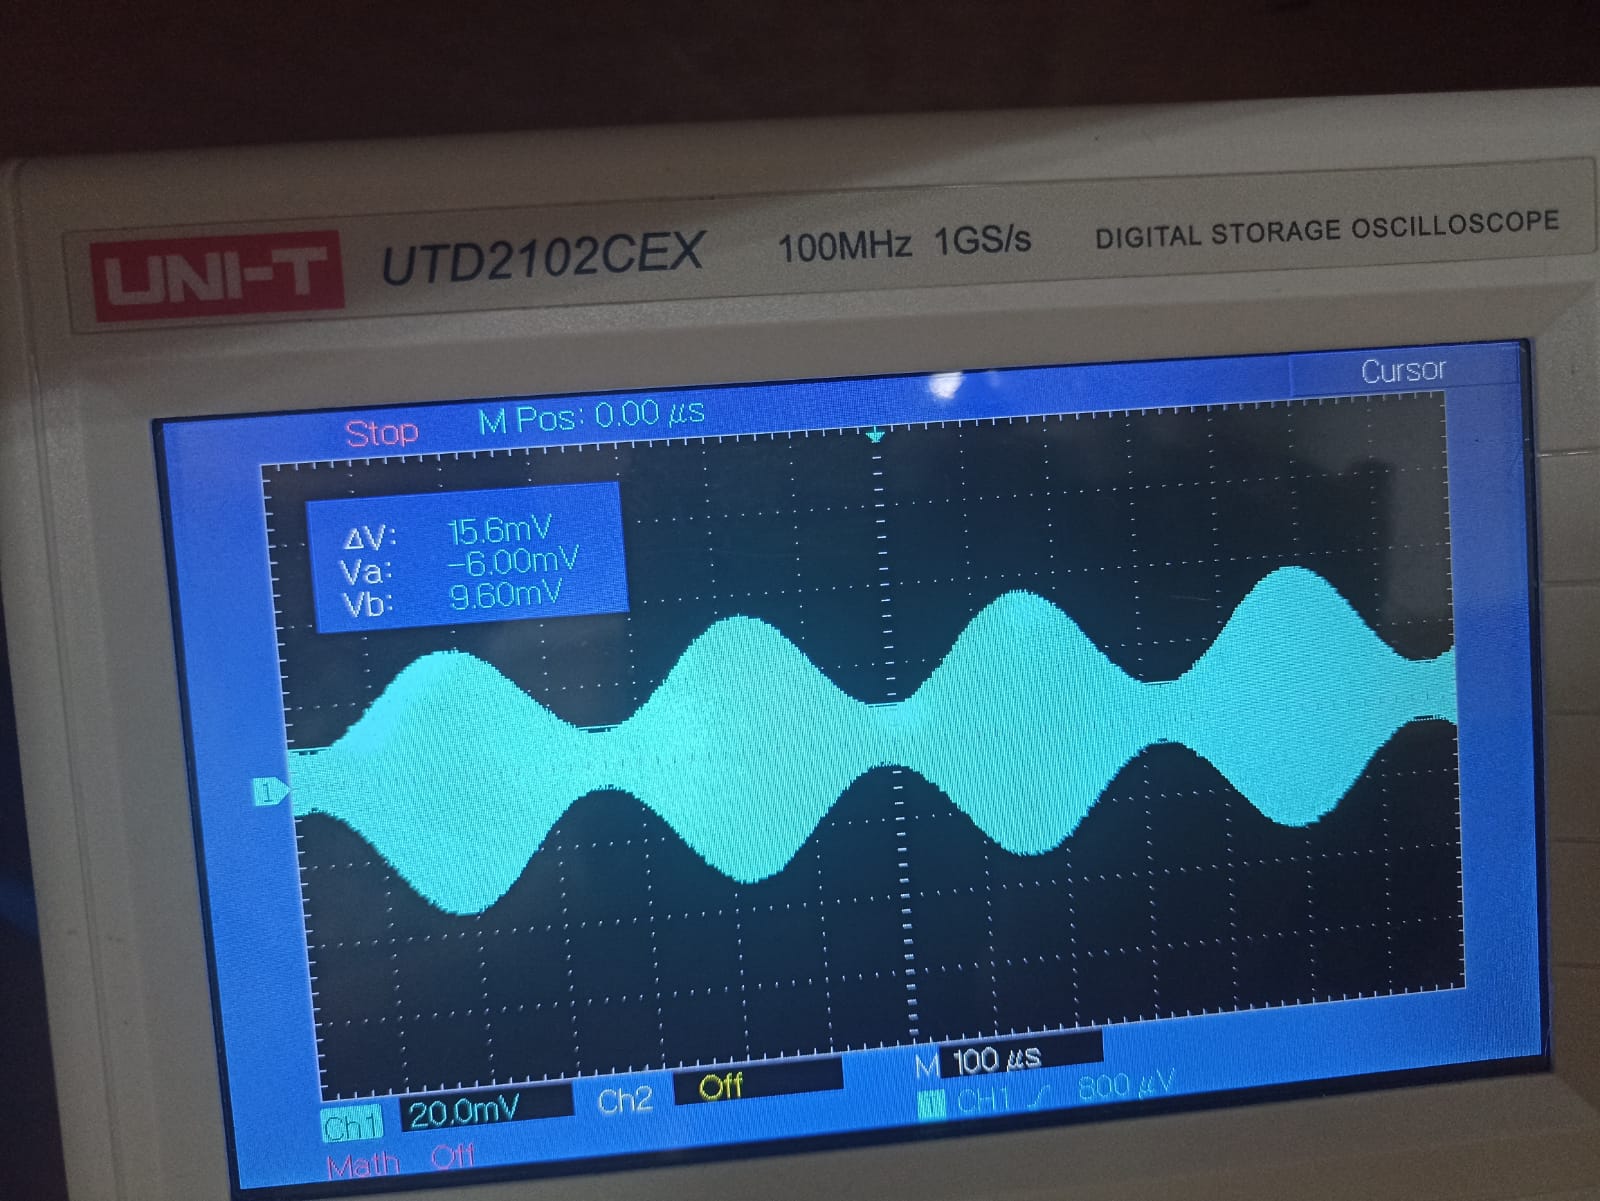 UNI-T UTD2102CEX 100MHz 1GS/s DIGITAL STORAGE OSCILLOSCOPE
Stop M Pos: 0.00 μs Cursor
ΔV: 15.6mV
Va: -6.00mV
Vb: 9.60mV
1
Ch1 20.0mV Ch2 Off M 100 μs
CH1 800 μV
Math Off